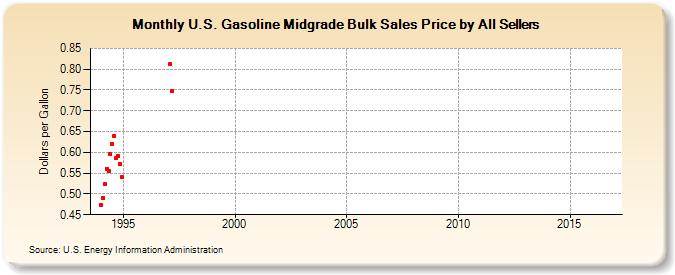 Monthly U.S. Gasoline Midgrade Bulk Sales Price by All Sellers
Dollars per Gallon
0.85
0.80
0.75
0.70
0.65
0.60
0.55
0.50
0.45
1995 2000 2005 2010 2015
Source: U.S. Energy Information Administration